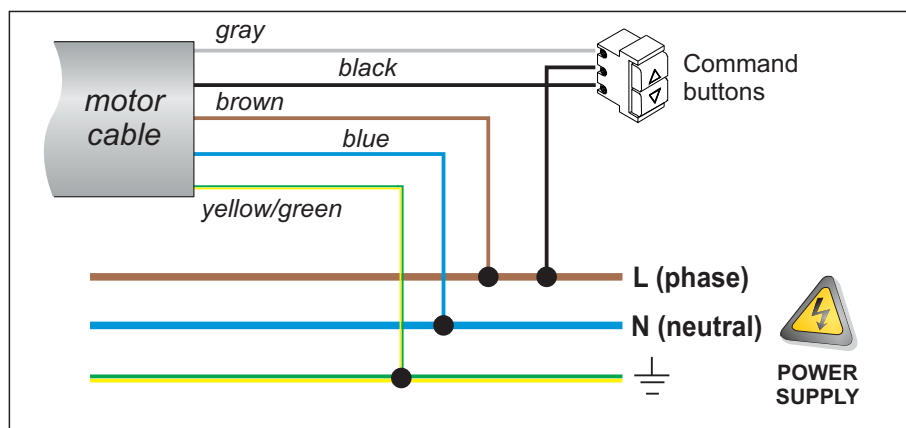 gray
black
brown
blue
yellow/green
motor
cable
Command
buttons
L (phase)
N (neutral)
POWER
SUPPLY